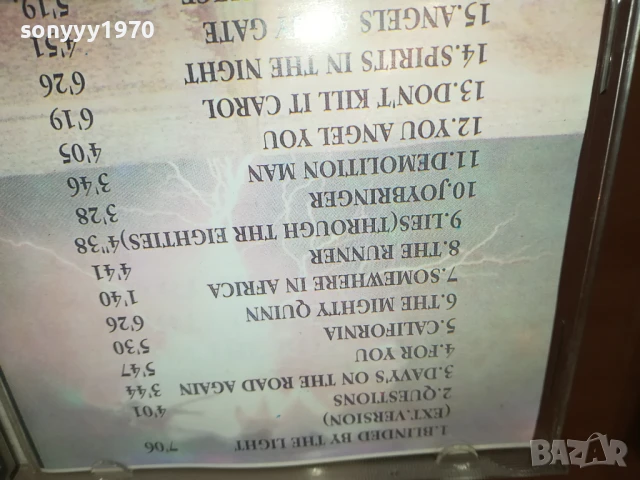 sonyyy1970
1.BLINDED BY THE LIGHT 7'06
(EXT.VERSION)
2.QUESTIONS 4'01
3.DAVY'S ON THE ROAD AGAIN 3'44
4.FOR YOU 5'47
5.CALIFORNIA 5'30
6.THE MIGHTY QUINN 6'26
7.SOMEWHERE IN AFRICA 1'40
8.THE RUNNER 4'41
9.LIES(THROUGH THR EIGHTIES)4"38
10.JOYBRINGER 3'28
11.DEMOLITION MAN 3'46
12.YOU ANGEL YOU 4'05
13.DON'T KILL IT CAROL 6'19
14.SPIRITS IN THE NIGHT 6'26
15.ANGELS GATE 4'51
5'19
BAZAR